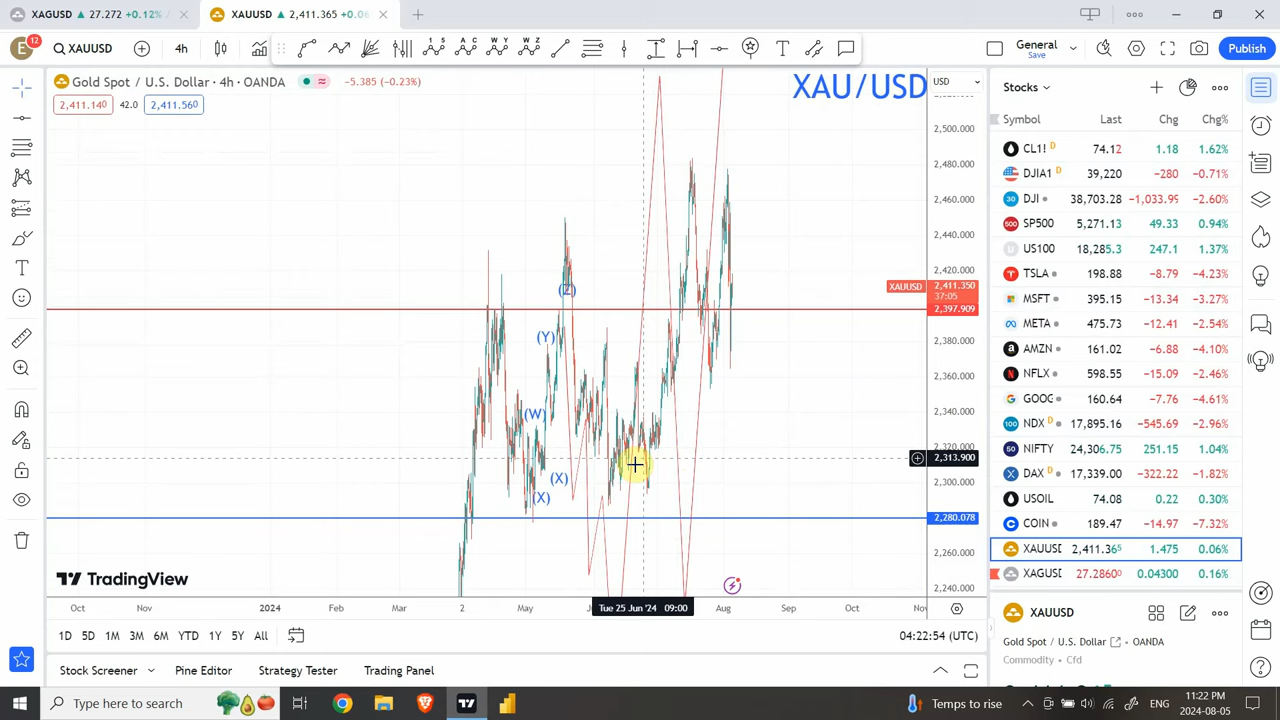 XAGUSD ▲ 27.272 +0.12%
XAUUSD ▲ 2,411.365 +0.0
E 12 XAUUSD 4h
General
Save
Publish
Gold Spot / U.S. Dollar · 4h · OANDA −5.385 (−0.23%)
2,411.140 42.0 2,411.560
XAU/USD
USD
2,500.000
2,480.000
2,460.000
2,440.000
2,420.000
XAUUSD 2,411.350
37:05
2,397.909
2,380.000
2,360.000
2,340.000
2,320.000
2,313.900
2,300.000
2,280.078
2,260.000
2,240.000
(Z)
(Y)
(W)
(X)
(X)
TradingView
Oct Nov 2024 Feb Mar 2 May Tue 25 Jun '24 09:00 Aug Sep Oct
1D 5D 1M 3M 6M YTD 1Y 5Y All
04:22:54 (UTC)
Stock Screener Pine Editor Strategy Tester Trading Panel
Stocks
Symbol Last Chg Chg%
CL1! D 74.12 1.18 1.62%
DJIA1 D 39,220 −280 −0.71%
DJI 38,703.28 −1,033.99 −2.60%
SP500 5,271.13 49.33 0.94%
US100 18,285.3 247.1 1.37%
TSLA 198.88 −8.79 −4.23%
MSFT 395.15 −13.34 −3.27%
META 475.73 −12.41 −2.54%
AMZN 161.02 −6.88 −4.10%
NFLX 598.55 −15.09 −2.46%
GOOG 160.64 −7.76 −4.61%
NDX D 17,895.16 −545.69 −2.96%
NIFTY 24,306.75 251.15 1.04%
DAX D 17,339.00 −322.22 −1.82%
USOIL 74.08 0.22 0.30%
COIN 189.47 −14.97 −7.32%
XAUUSD 2,411.365 1.475 0.06%
XAGUSD 27.2860 0.04300 0.16%
XAUUSD
Gold Spot / U.S. Dollar · OANDA
Commodity · Cfd
Type here to search
Temps to rise
ENG
11:22 PM
2024-08-05